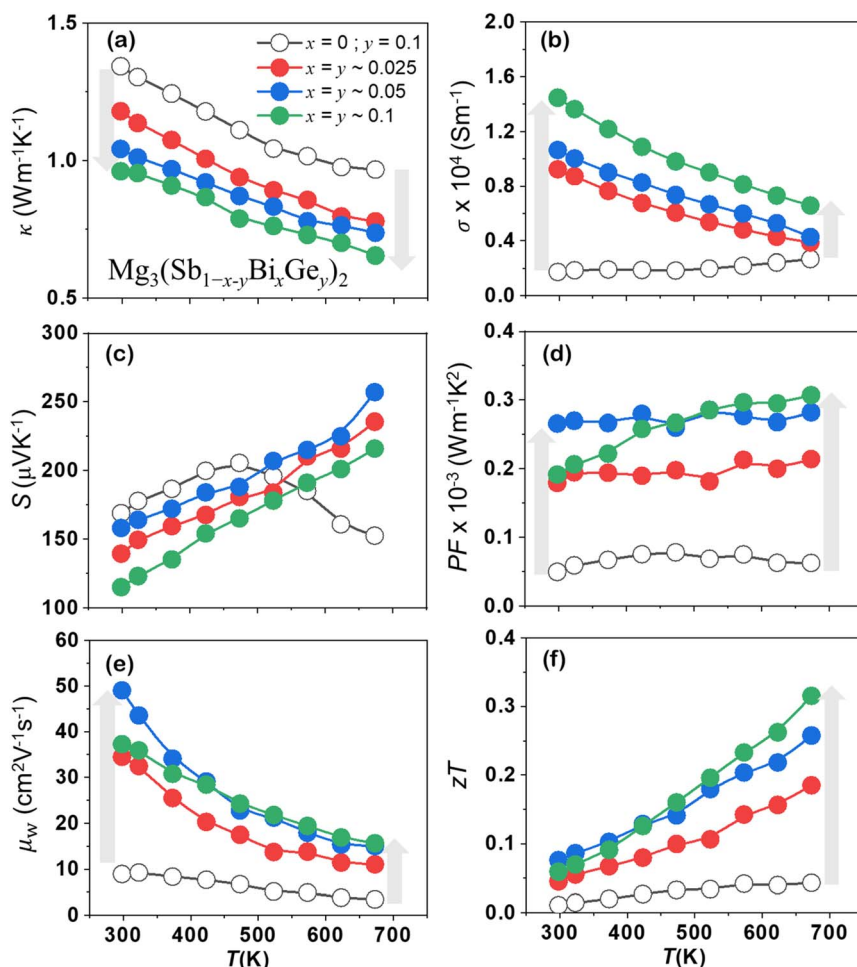 (a)
x = 0 ; y = 0.1
x = y ~ 0.025
x = y ~ 0.05
x = y ~ 0.1
1.5
1.0
0.5
κ (Wm⁻¹K⁻¹)
Mg₃(Sb₁₋ₓ₋ᵧBiₓGeᵧ)₂
(b)
2.0
1.6
1.2
0.8
0.4
0.0
σ x 10⁴ (Sm⁻¹)
(c)
300
250
200
150
100
S (μVK⁻¹)
(d)
0.4
0.3
0.2
0.1
0.0
PF x 10⁻³ (Wm⁻¹K²)
(e)
60
50
40
30
20
10
0
μw (cm²V⁻¹s⁻¹)
300 400 500 600 700
T(K)
(f)
0.4
0.3
0.2
0.1
0.0
zT
300 400 500 600 700
T(K)